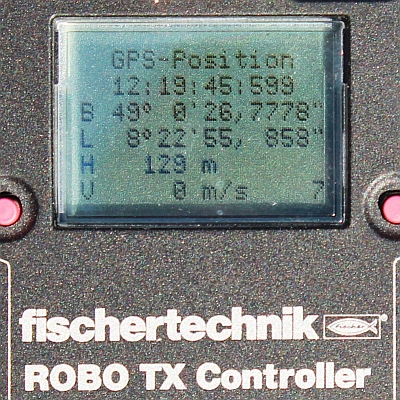 GPS-Position
12:19:45:599
B 49° 0'26,7778"
L 8°22'55, 858"
H 129 m
V 0 m/s 7
fischertechnik fischer
ROBO TX Controller